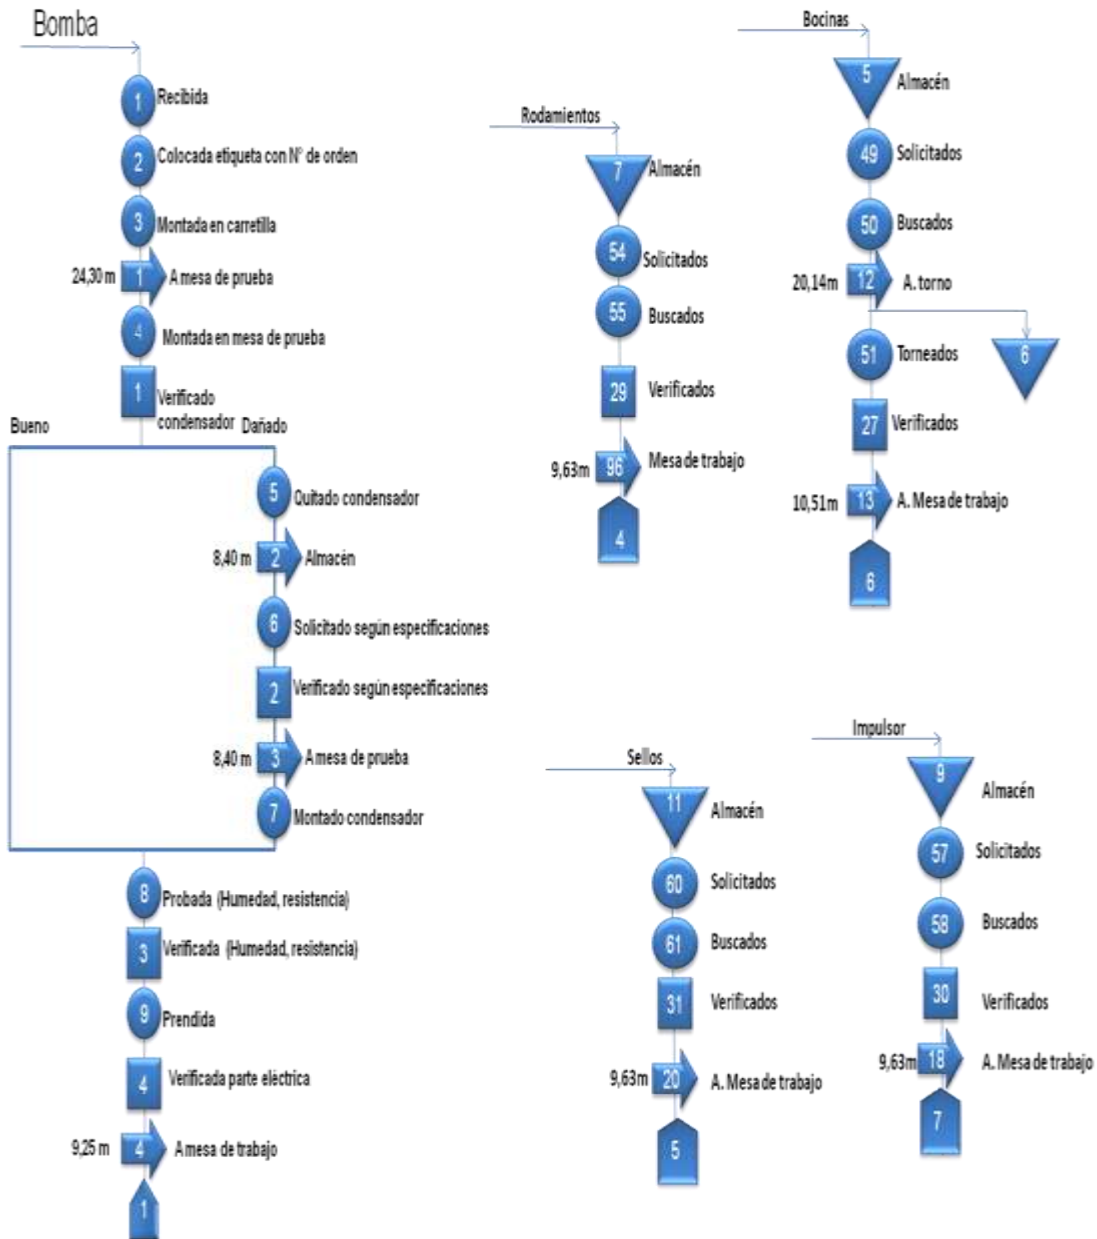 Bomba
1 Recibida
2 Colocada etiqueta con N° de orden
3 Montada en carretilla
24,30 m 1 A mesa de prueba
4 Montada en mesa de prueba
1 Verificado
condensador
Bueno Dañado
5 Quitado condensador
8,40 m 2 Almacén
6 Solicitado según especificaciones
2 Verificado según especificaciones
8,40 m 3 A mesa de prueba
7 Montado condensador
8 Probada (Humedad, resistencia)
3 Verificada (Humedad, resistencia)
9 Prendida
4 Verificada parte eléctrica
9,25 m 4 A mesa de trabajo
1
Rodamientos
7 Almacén
54 Solicitados
55 Buscados
29 Verificados
9,63m 96 Mesa de trabajo
4
Bocinas
5 Almacén
49 Solicitados
50 Buscados
20,14m 12 A. torno
51 Torneados
6
27 Verificados
10,51m 13 A. Mesa de trabajo
6
Sellos
11 Almacén
60 Solicitados
61 Buscados
31 Verificados
9,63m 20 A. Mesa de trabajo
5
Impulsor
9 Almacén
57 Solicitados
58 Buscados
30 Verificados
9,63m 18 A. Mesa de trabajo
7